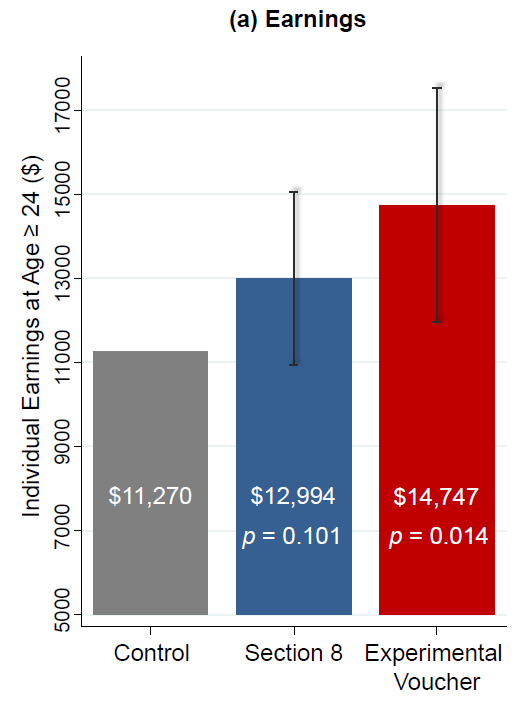 (a) Earnings
Individual Earnings at Age ≥ 24 ($)
17000
15000
13000
11000
9000
7000
5000
$11,270
$12,994
p = 0.101
$14,747
p = 0.014
Control
Section 8
Experimental
Voucher